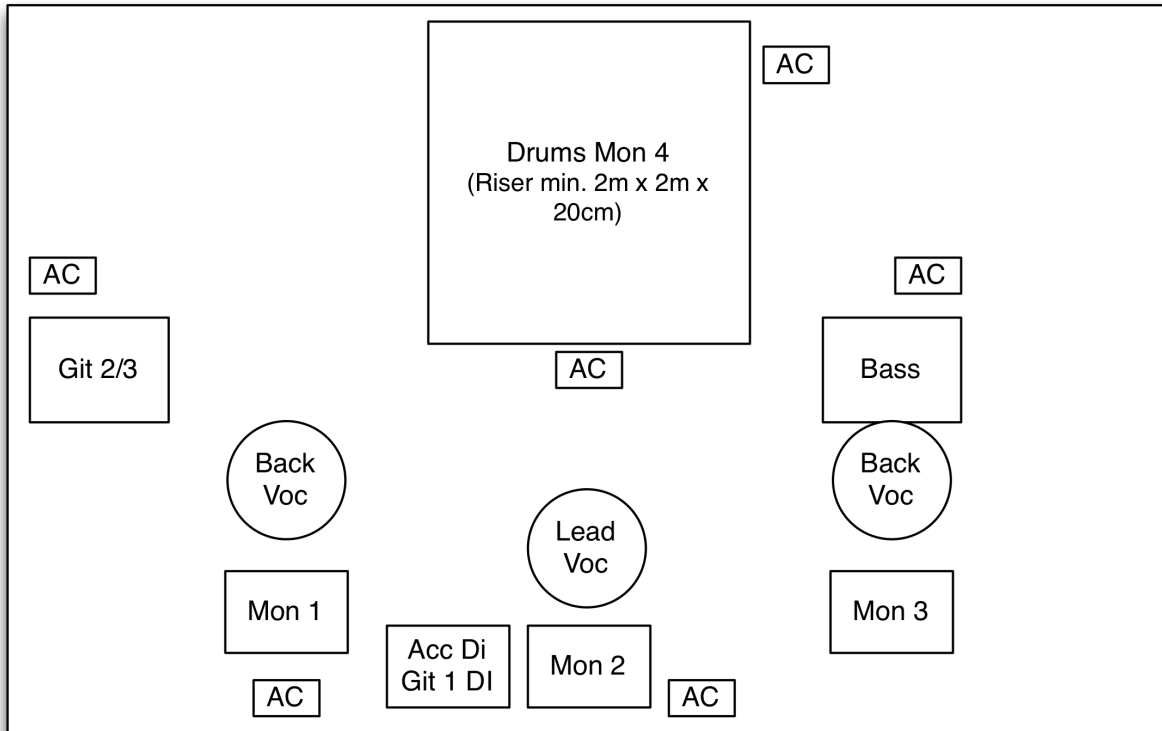 AC
Drums Mon 4
(Riser min. 2m x 2m x
20cm)
AC
AC
Git 2/3
AC
Bass
Back
Voc
Back
Voc
Lead
Voc
Mon 1
Mon 3
Acc Di
Git 1 DI
Mon 2
AC
AC